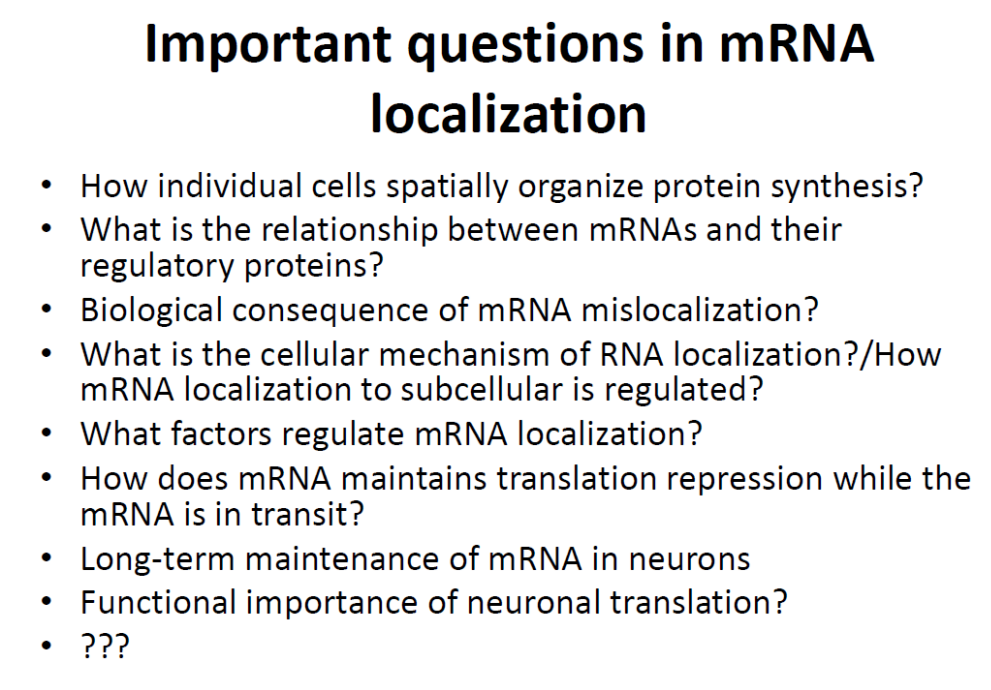 Important questions in mRNA
localization
• How individual cells spatially organize protein synthesis?
• What is the relationship between mRNAs and their
regulatory proteins?
• Biological consequence of mRNA mislocalization?
• What is the cellular mechanism of RNA localization?/How
mRNA localization to subcellular is regulated?
• What factors regulate mRNA localization?
• How does mRNA maintains translation repression while the
mRNA is in transit?
• Long-term maintenance of mRNA in neurons
• Functional importance of neuronal translation?
• ???